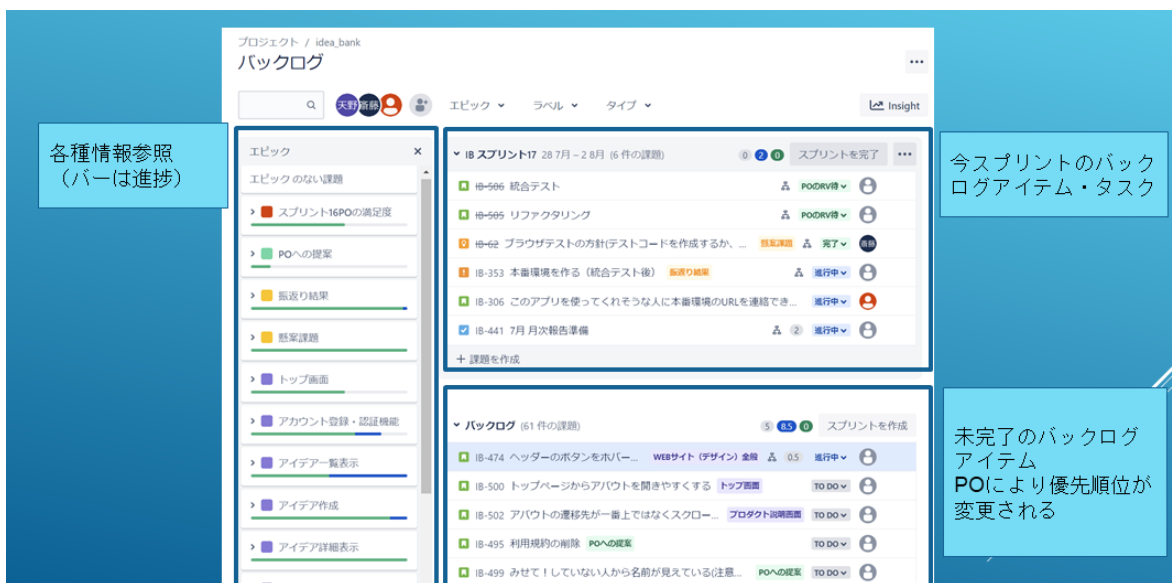 プロジェクト / idea_bank
バックログ
天野 斎藤
エピック ラベル タイプ
Insight
各種情報参照
(バーは進捗)
エピック
エピック のない課題
スプリント16POの満足度
POへの提案
振返り結果
懸案課題
トップ画面
アカウント登録・認証機能
アイデア一覧表示
アイデア作成
アイデア詳細表示
IB スプリント17 28 7月 – 2 8月 (6 件の課題) 0 2 0 スプリントを完了
IB-506 統合テスト POのRV待
IB-505 リファクタリング POのRV待
IB-62 ブラウザテストの方針(テストコードを作成するか、... 懸案課題 完了 斎藤
IB-353 本番環境を作る(統合テスト後) 振返り結果 進行中
IB-306 このアプリを使ってくれそうな人に本番環境のURLを連絡でき... 進行中
IB-441 7月 月次報告準備 2 進行中
+ 課題を作成
今スプリントのバック
ログアイテム・タスク
バックログ (61 件の課題) 5 8.5 0 スプリントを作成
IB-474 ヘッダーのボタンをホバー... WEBサイト(デザイン)全般 0.5 進行中
IB-500 トップページからアバウトを開きやすくする トップ画面 TO DO
IB-502 アバウトの遷移先が一番上ではなくスクロー... プロダクト説明画面 TO DO
IB-495 利用規約の削除 POへの提案 TO DO
IB-499 みせて!していない人から名前が見えている(注意... POへの提案 TO DO
未完了のバックログ
アイテム
POにより優先順位が
変更される